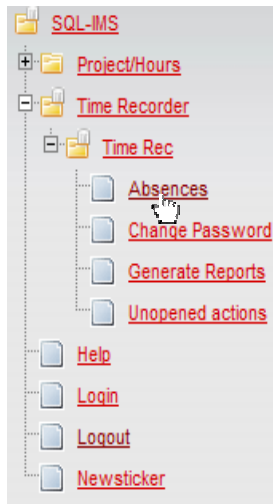 SQL-IMS
Project/Hours
Time Recorder
Time Rec
Absences
Change Password
Generate Reports
Unopened actions
Help
Login
Logout
Newsticker